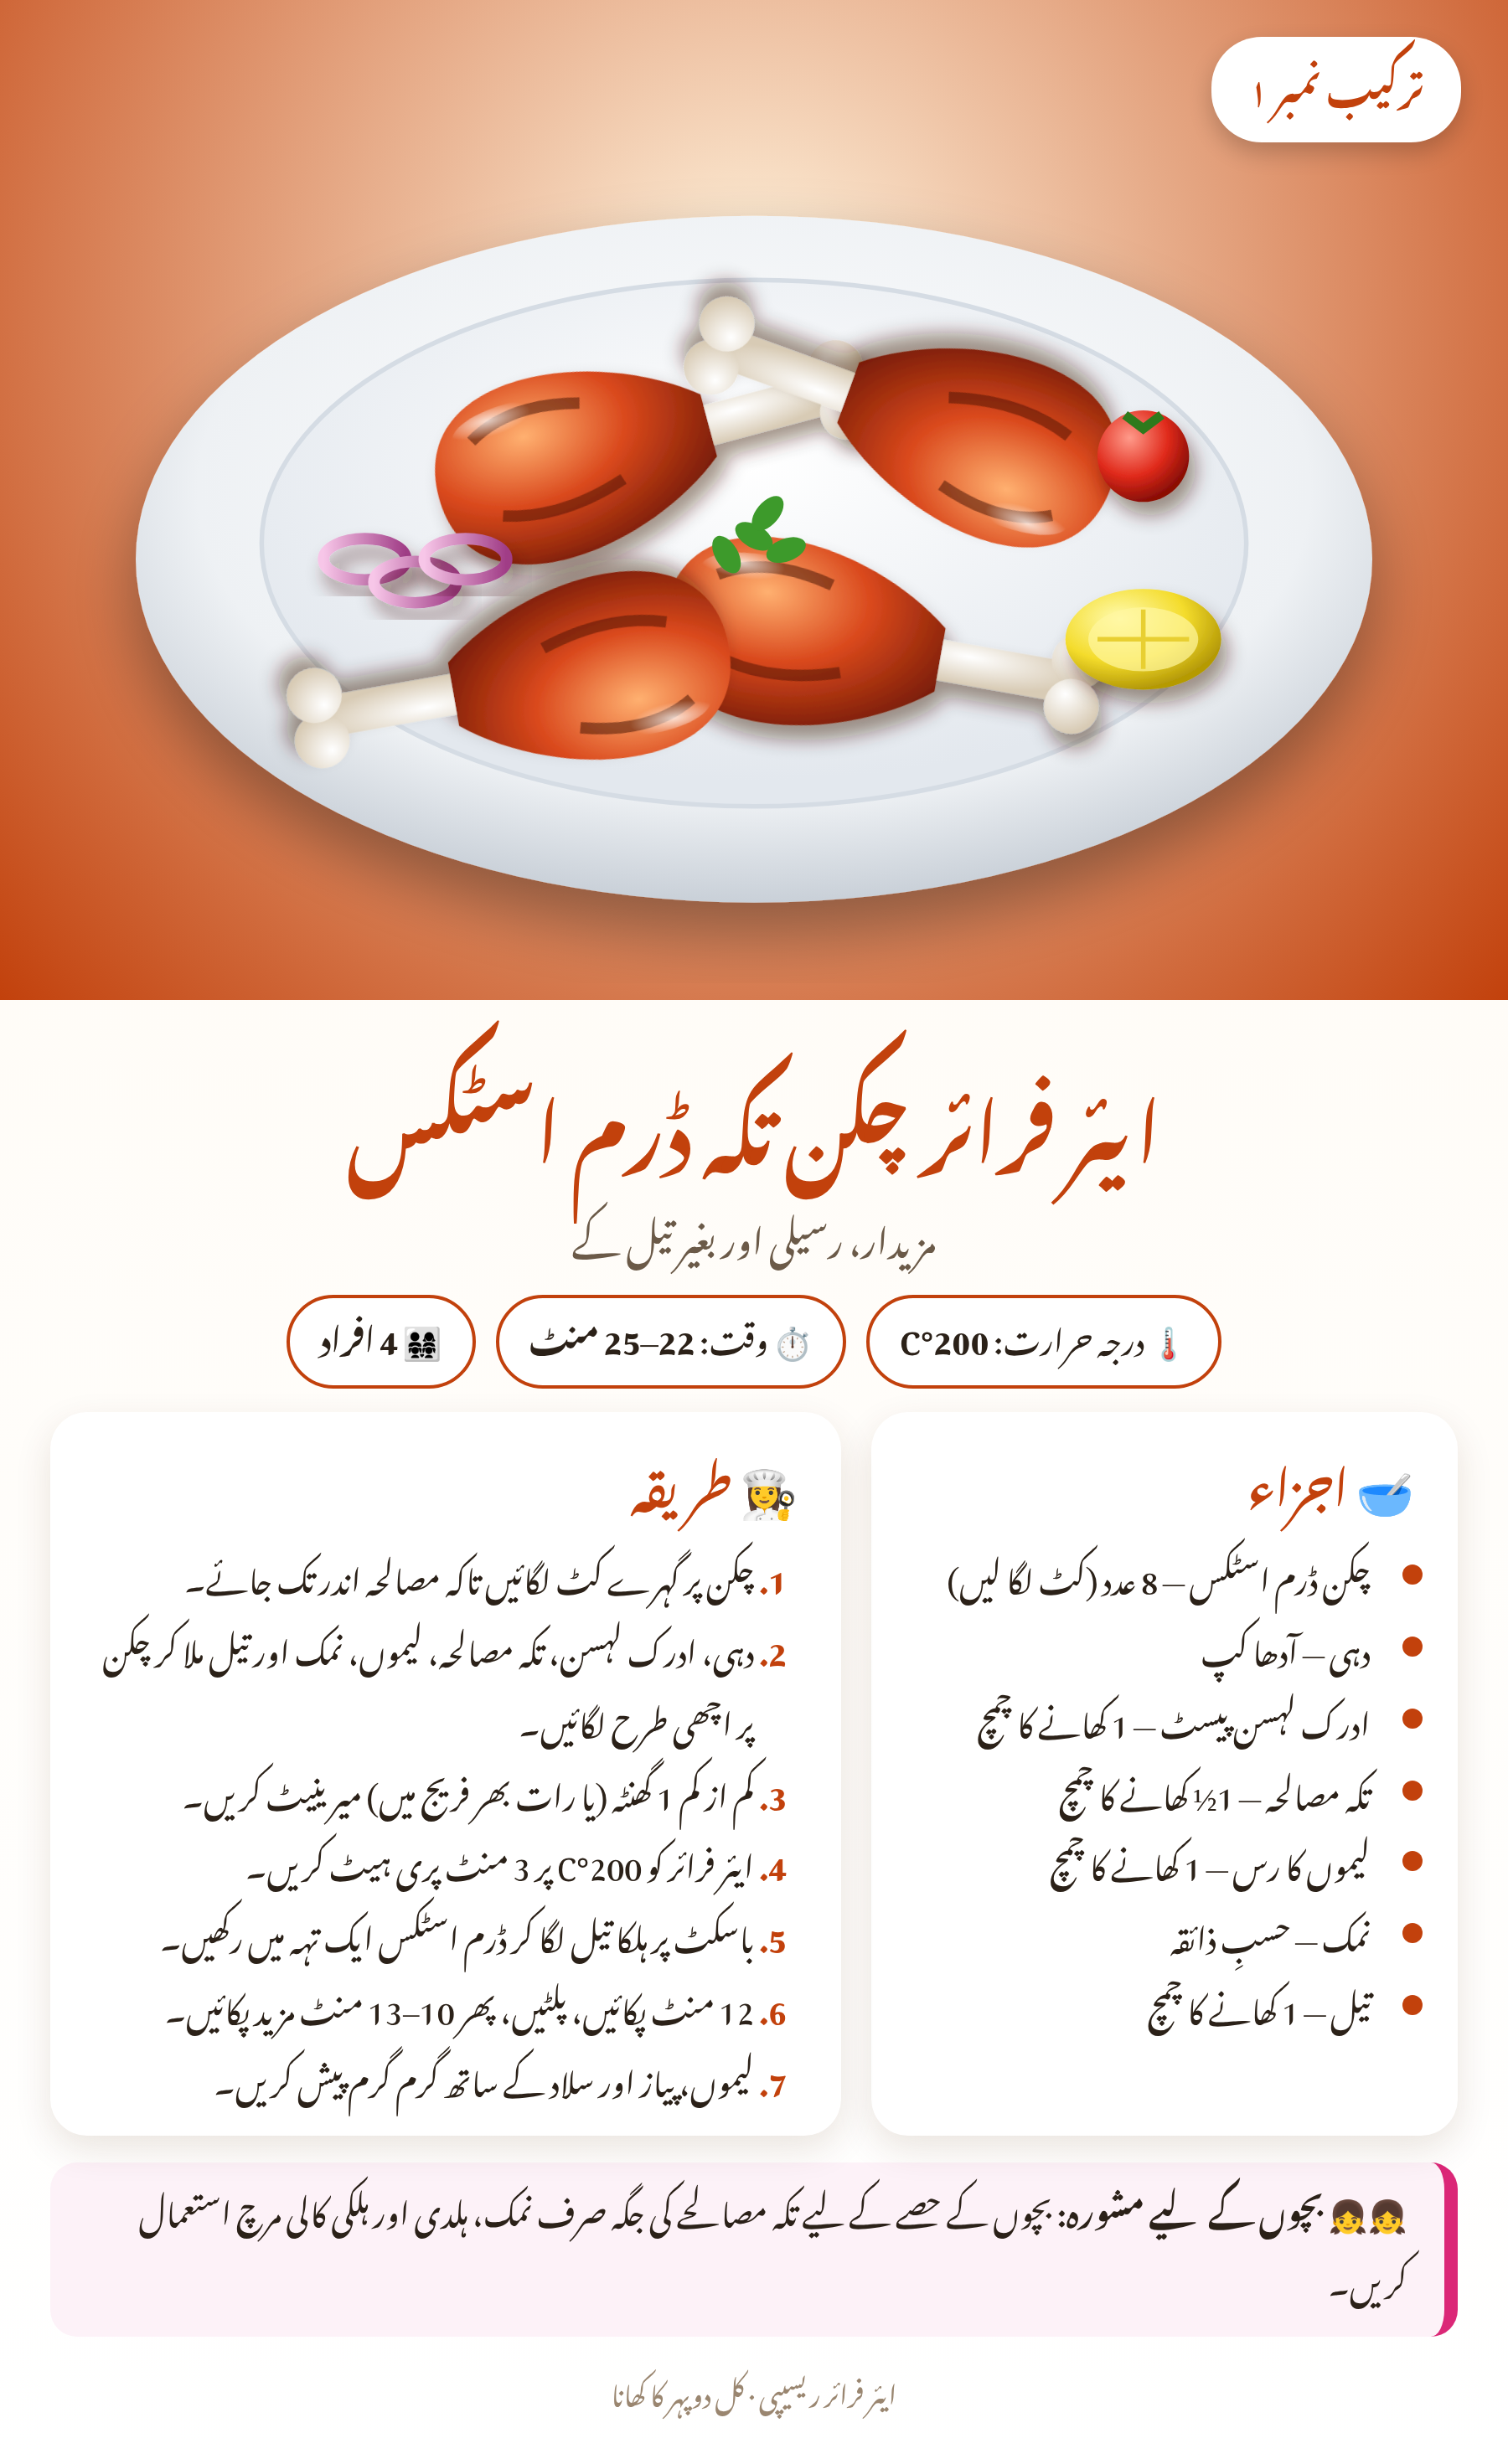 ترکیب نمبر ۱
ایئر فرائر چکن تکہ ڈرم اسٹکس
مزیدار، رسیلی اور بغیر تیل کے
🌡️ درجہ حرارت: 200°C
⏱️ وقت: 22–25 منٹ
👨‍👩‍👧‍👧 4 افراد
🥣 اجزاء
چکن ڈرم اسٹکس — 8 عدد (کٹ لگا لیں)
دہی — آدھا کپ
ادرک لہسن پیسٹ — 1 کھانے کا چمچ
تکہ مصالحہ — 1½ کھانے کا چمچ
لیموں کا رس — 1 کھانے کا چمچ
نمک — حسبِ ذائقہ
تیل — 1 کھانے کا چمچ
👩‍🍳 طریقہ
1. چکن پر گہرے کٹ لگائیں تاکہ مصالحہ اندر تک جائے۔
2. دہی، ادرک لہسن، تکہ مصالحہ، لیموں، نمک اور تیل ملا کر چکن
پر اچھی طرح لگائیں۔
3. کم از کم 1 گھنٹہ (یا رات بھر فریج میں) میرینیٹ کریں۔
4. ایئر فرائر کو 200°C پر 3 منٹ پری ہیٹ کریں۔
5. باسکٹ پر ہلکا تیل لگا کر ڈرم اسٹکس ایک تہہ میں رکھیں۔
6. 12 منٹ پکائیں، پلٹیں، پھر 10–13 منٹ مزید پکائیں۔
7. لیموں، پیاز اور سلاد کے ساتھ گرم گرم پیش کریں۔
👧👧 بچوں کے لیے مشورہ: بچوں کے حصے کے لیے تکہ مصالحے کی جگہ صرف نمک، ہلدی اور ہلکی کالی مرچ استعمال
کریں۔
ایئر فرائر ریسیپی · کل دوپہر کا کھانا